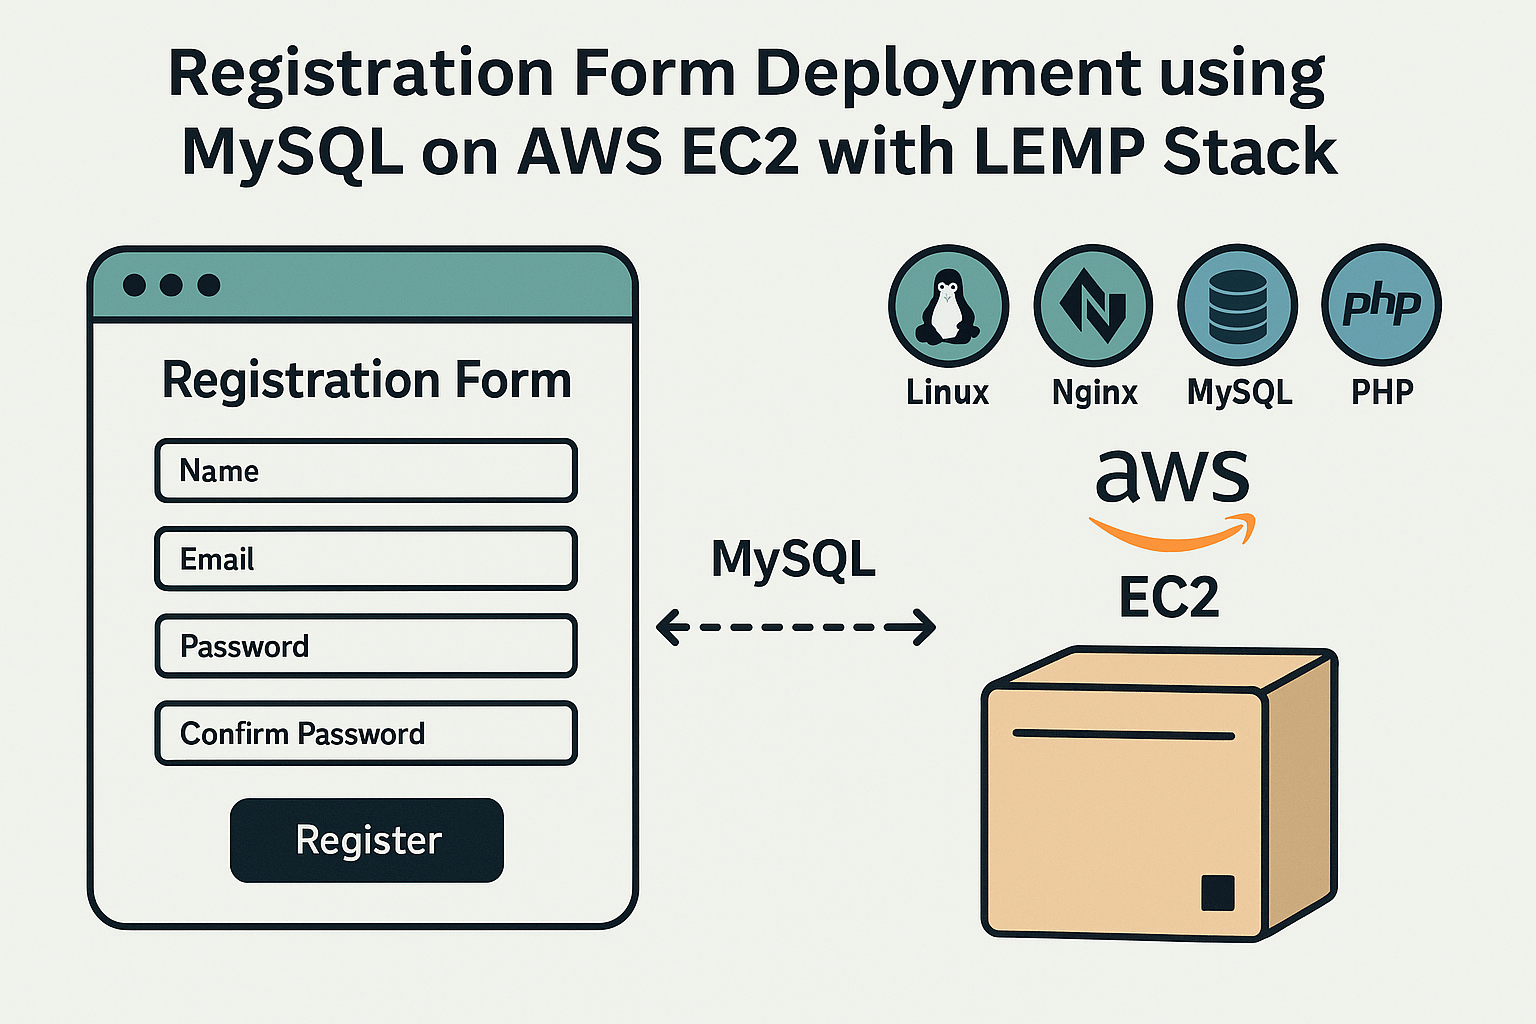 Registration Form Deployment using
MySQL on AWS EC2 with LEMP Stack
Registration Form
Name
Email
Password
Confirm Password
Register
MySQL
php
Linux
Nginx
MySQL
PHP
aws
EC2